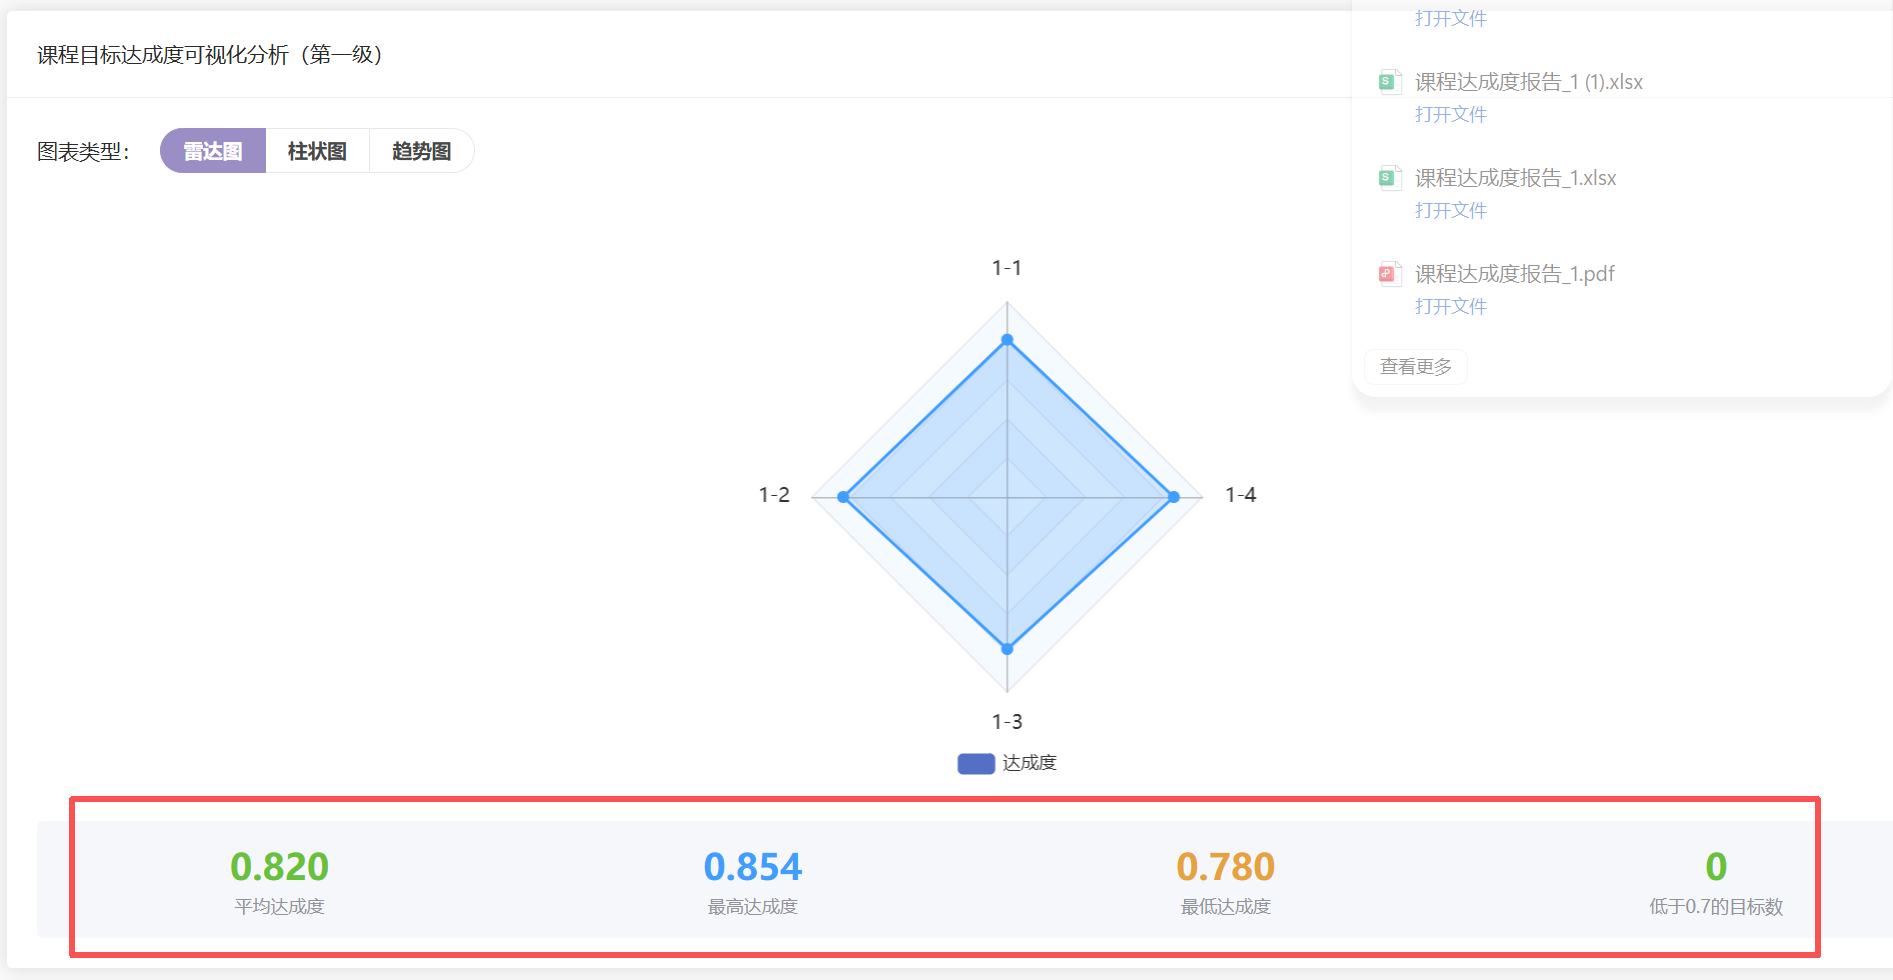 课程目标达成度可视化分析（第一级）
图表类型：
雷达图
柱状图
趋势图
打开文件
课程达成度报告_1 (1).xlsx
打开文件
课程达成度报告_1.xlsx
打开文件
课程达成度报告_1.pdf
打开文件
查看更多
1-1
1-2
1-4
1-3
达成度
0.820
平均达成度
0.854
最高达成度
0.780
最低达成度
0
低于0.7的目标数